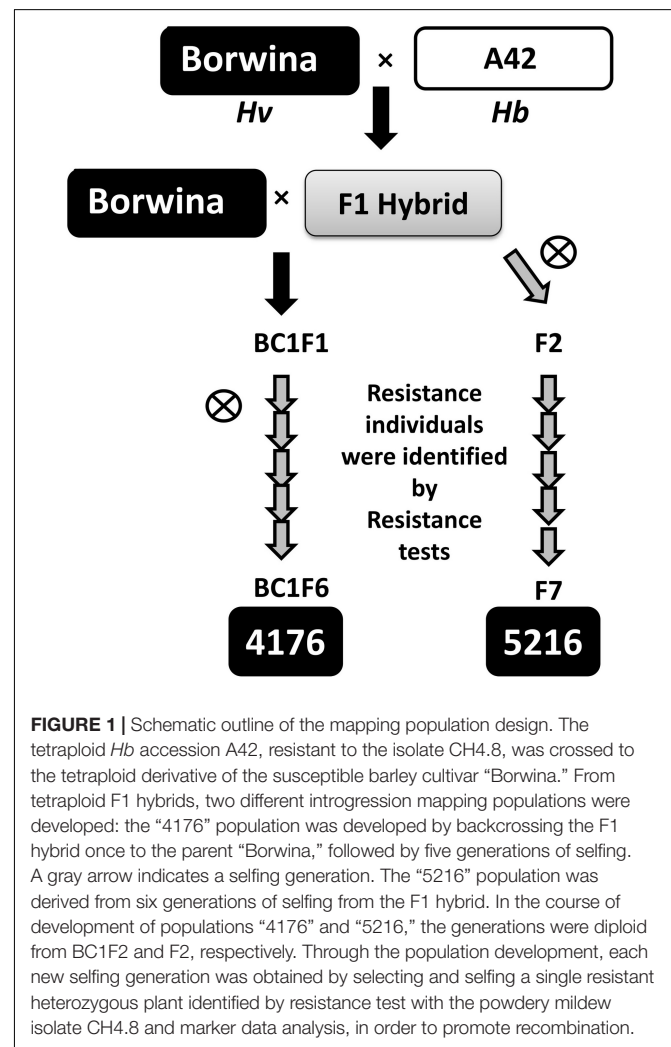 Borwina × A42
Hv Hb
Borwina × F1 Hybrid
BC1F1 F2
Resistance
individuals
were identified
by
Resistance
tests
BC1F6 F7
4176 5216
FIGURE 1 | Schematic outline of the mapping population design. The
tetraploid Hb accession A42, resistant to the isolate CH4.8, was crossed to
the tetraploid derivative of the susceptible barley cultivar “Borwina.” From
tetraploid F1 hybrids, two different introgression mapping populations were
developed: the “4176” population was developed by backcrossing the F1
hybrid once to the parent “Borwina,” followed by five generations of selfing.
A gray arrow indicates a selfing generation. The “5216” population was
derived from six generations of selfing from the F1 hybrid. In the course of
development of populations “4176” and “5216,” the generations were diploid
from BC1F2 and F2, respectively. Through the population development, each
new selfing generation was obtained by selecting and selfing a single resistant
heterozygous plant identified by resistance test with the powdery mildew
isolate CH4.8 and marker data analysis, in order to promote recombination.